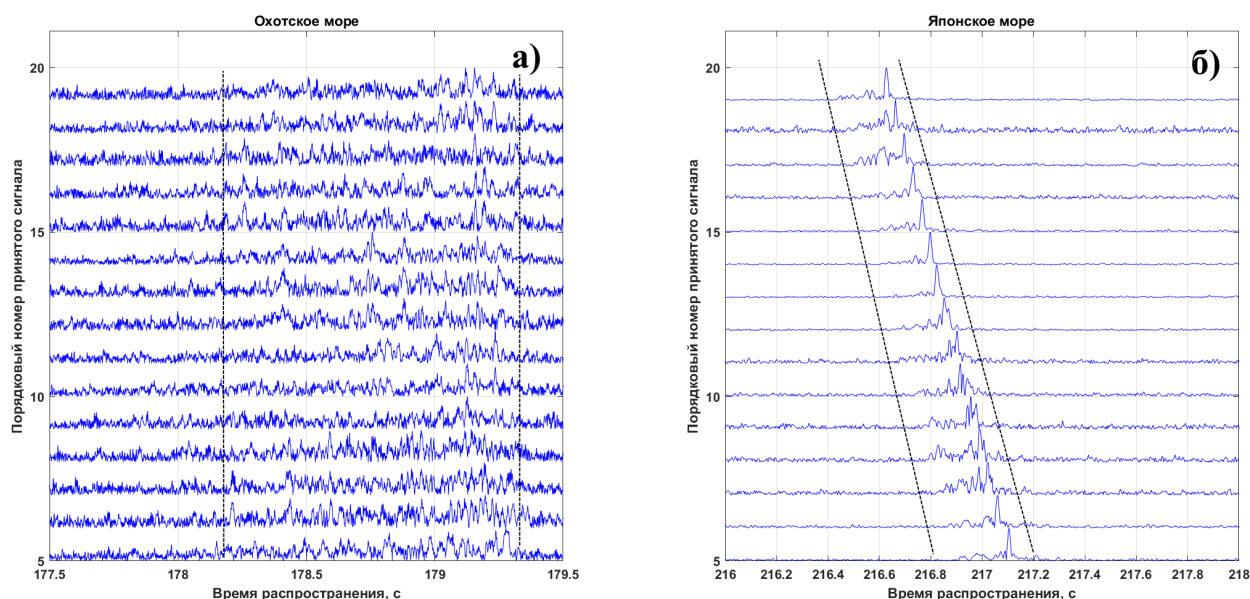 Охотское море
а)
Порядковый номер принятого сигнала
20
15
10
5
177.5 178 178.5 179 179.5
Время распространения, с
Японское море
б)
Порядковый номер принятого сигнала
20
15
10
5
216 216.2 216.4 216.6 216.8 217 217.2 217.4 217.6 217.8 218
Время распространения, с